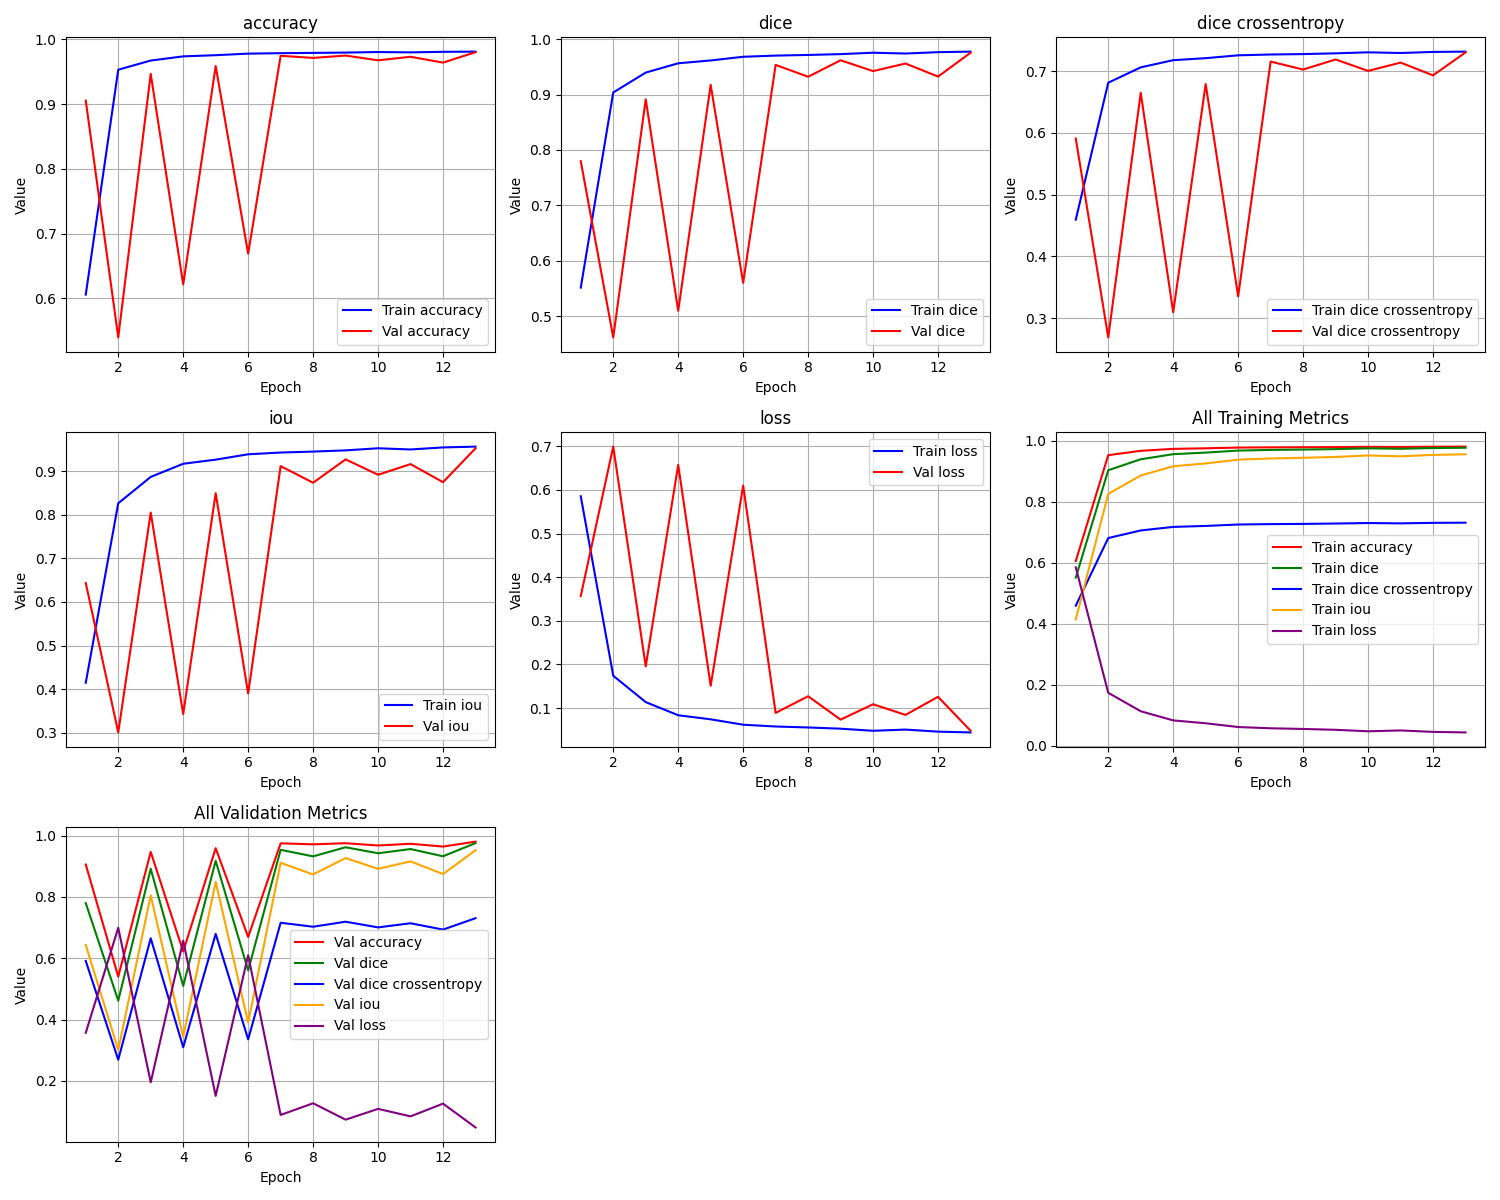 accuracy
1.0
0.9
0.8
0.7
0.6
Value
2 4 6 8 10 12
Epoch
Train accuracy
Val accuracy
dice
1.0
0.9
0.8
0.7
0.6
0.5
Value
2 4 6 8 10 12
Epoch
Train dice
Val dice
dice crossentropy
0.7
0.6
0.5
0.4
0.3
Value
2 4 6 8 10 12
Epoch
Train dice crossentropy
Val dice crossentropy
iou
0.9
0.8
0.7
0.6
0.5
0.4
0.3
Value
2 4 6 8 10 12
Epoch
Train iou
Val iou
loss
0.7
0.6
0.5
0.4
0.3
0.2
0.1
Value
2 4 6 8 10 12
Epoch
Train loss
Val loss
All Training Metrics
1.0
0.8
0.6
0.4
0.2
0.0
Value
2 4 6 8 10 12
Epoch
Train accuracy
Train dice
Train dice crossentropy
Train iou
Train loss
All Validation Metrics
1.0
0.8
0.6
0.4
0.2
Value
2 4 6 8 10 12
Epoch
Val accuracy
Val dice
Val dice crossentropy
Val iou
Val loss